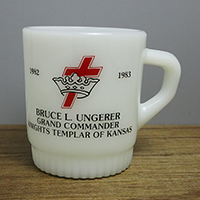 1982 1983
BRUCE L. UNGERER
GRAND COMMANDER
KNIGHTS TEMPLAR OF KANSAS